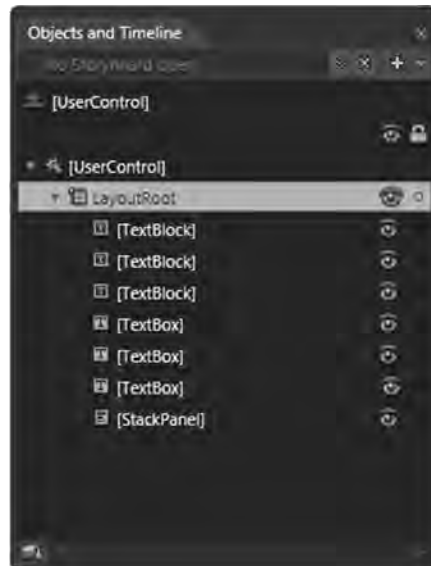 Objects and Timeline
[UserControl]
[UserControl]
LayoutRoot
[TextBlock]
[TextBlock]
[TextBlock]
[TextBox]
[TextBox]
[TextBox]
[StackPanel]